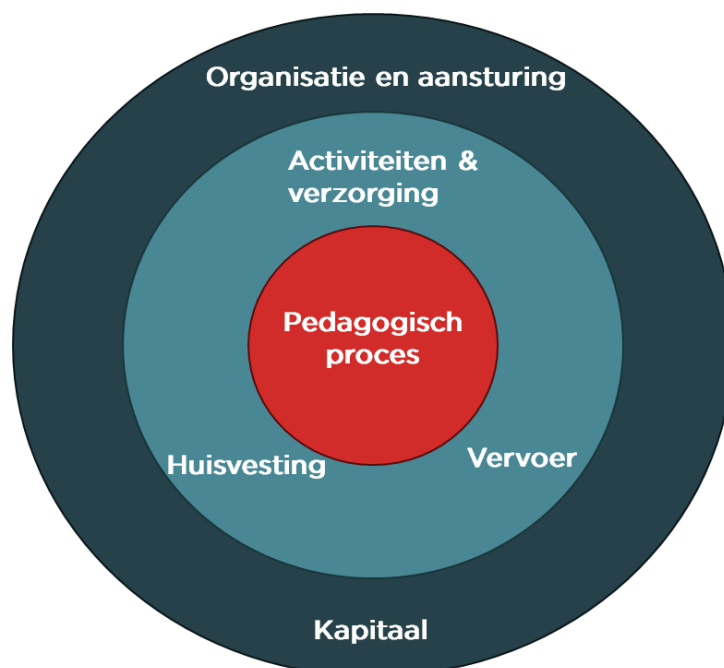 Organisatie en aansturing
Activiteiten &
verzorging
Pedagogisch
proces
Huisvesting
Vervoer
Kapitaal